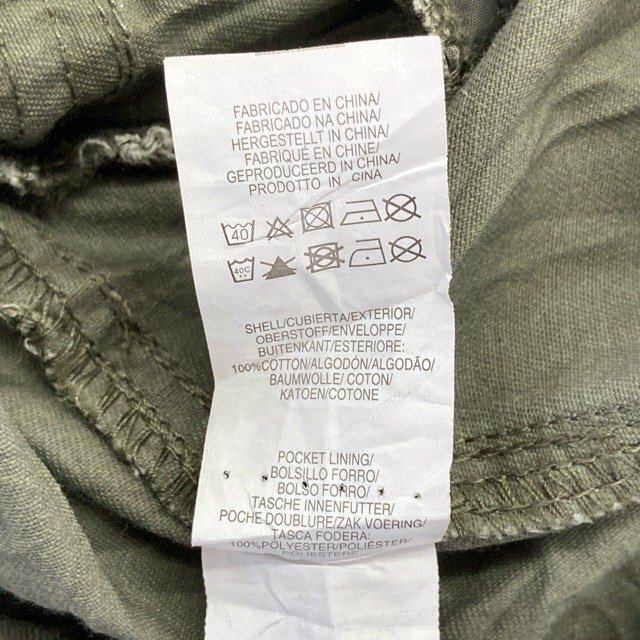 FABRICADO EN CHINA/
FABRICADO NA CHINA/
HERGESTELLT IN CHINA/
FABRIQUÉ EN CHINE/
GEPRODUCEERD IN CHINA/
PRODOTTO IN CINA
40
40C
SHELL/CUBIERTA/EXTERIOR/
OBERSTOFF/ENVELOPPE/
BUITENKANT/ESTERIORE:
100%COTTON/ALGODÓN/ALGODÃO/
BAUMWOLLE/ COTON/
KATOEN/COTONE
POCKET LINING/
BOLSILLO FORRO/
BOLSO FORRO/
TASCHE INNENFUTTER/
POCHE DOUBLURE/ZAK VOERING/
TASCA FODERA:
100%POLYESTER/POLIÉSTER/
POLIESTERE